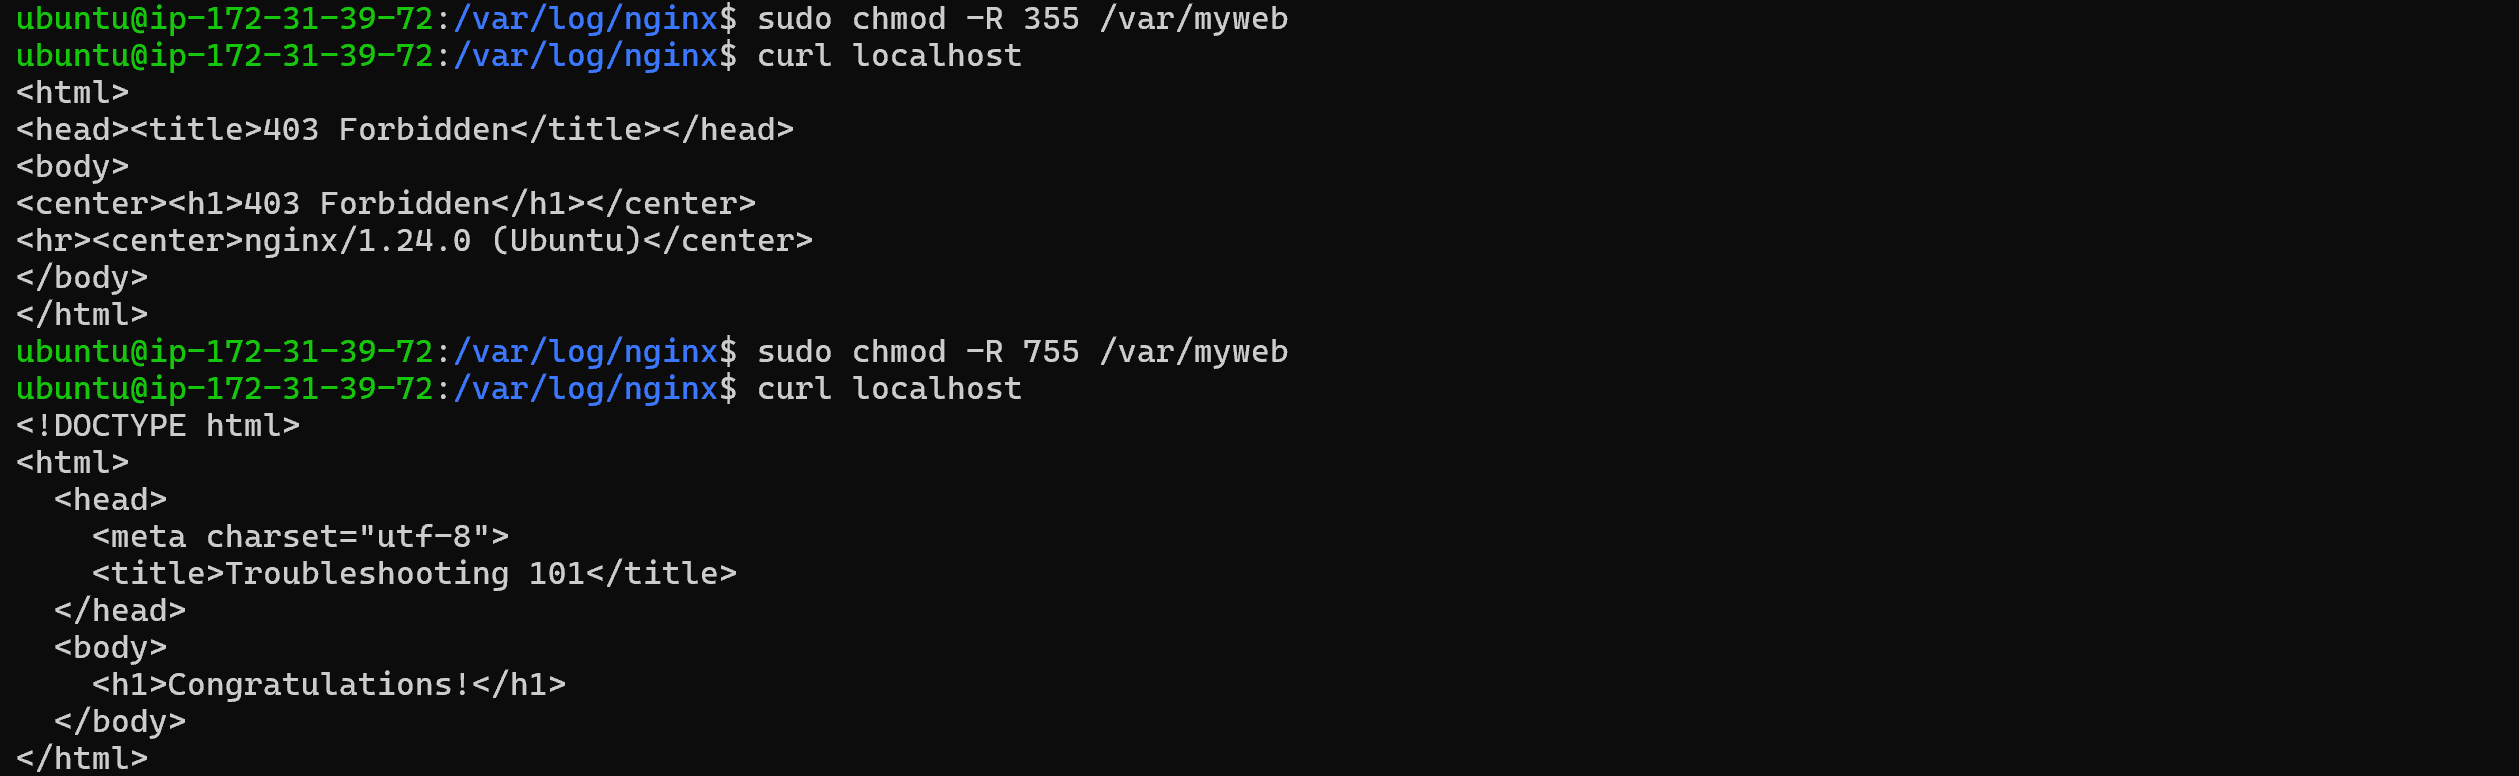 ubuntu@ip-172-31-39-72:/var/log/nginx$ sudo chmod -R 355 /var/myweb
ubuntu@ip-172-31-39-72:/var/log/nginx$ curl localhost
<html>
<head><title>403 Forbidden</title></head>
<body>
<center><h1>403 Forbidden</h1></center>
<hr><center>nginx/1.24.0 (Ubuntu)</center>
</body>
</html>
ubuntu@ip-172-31-39-72:/var/log/nginx$ sudo chmod -R 755 /var/myweb
ubuntu@ip-172-31-39-72:/var/log/nginx$ curl localhost
<!DOCTYPE html>
<html>
  <head>
    <meta charset="utf-8">
    <title>Troubleshooting 101</title>
  </head>
  <body>
    <h1>Congratulations!</h1>
  </body>
</html>